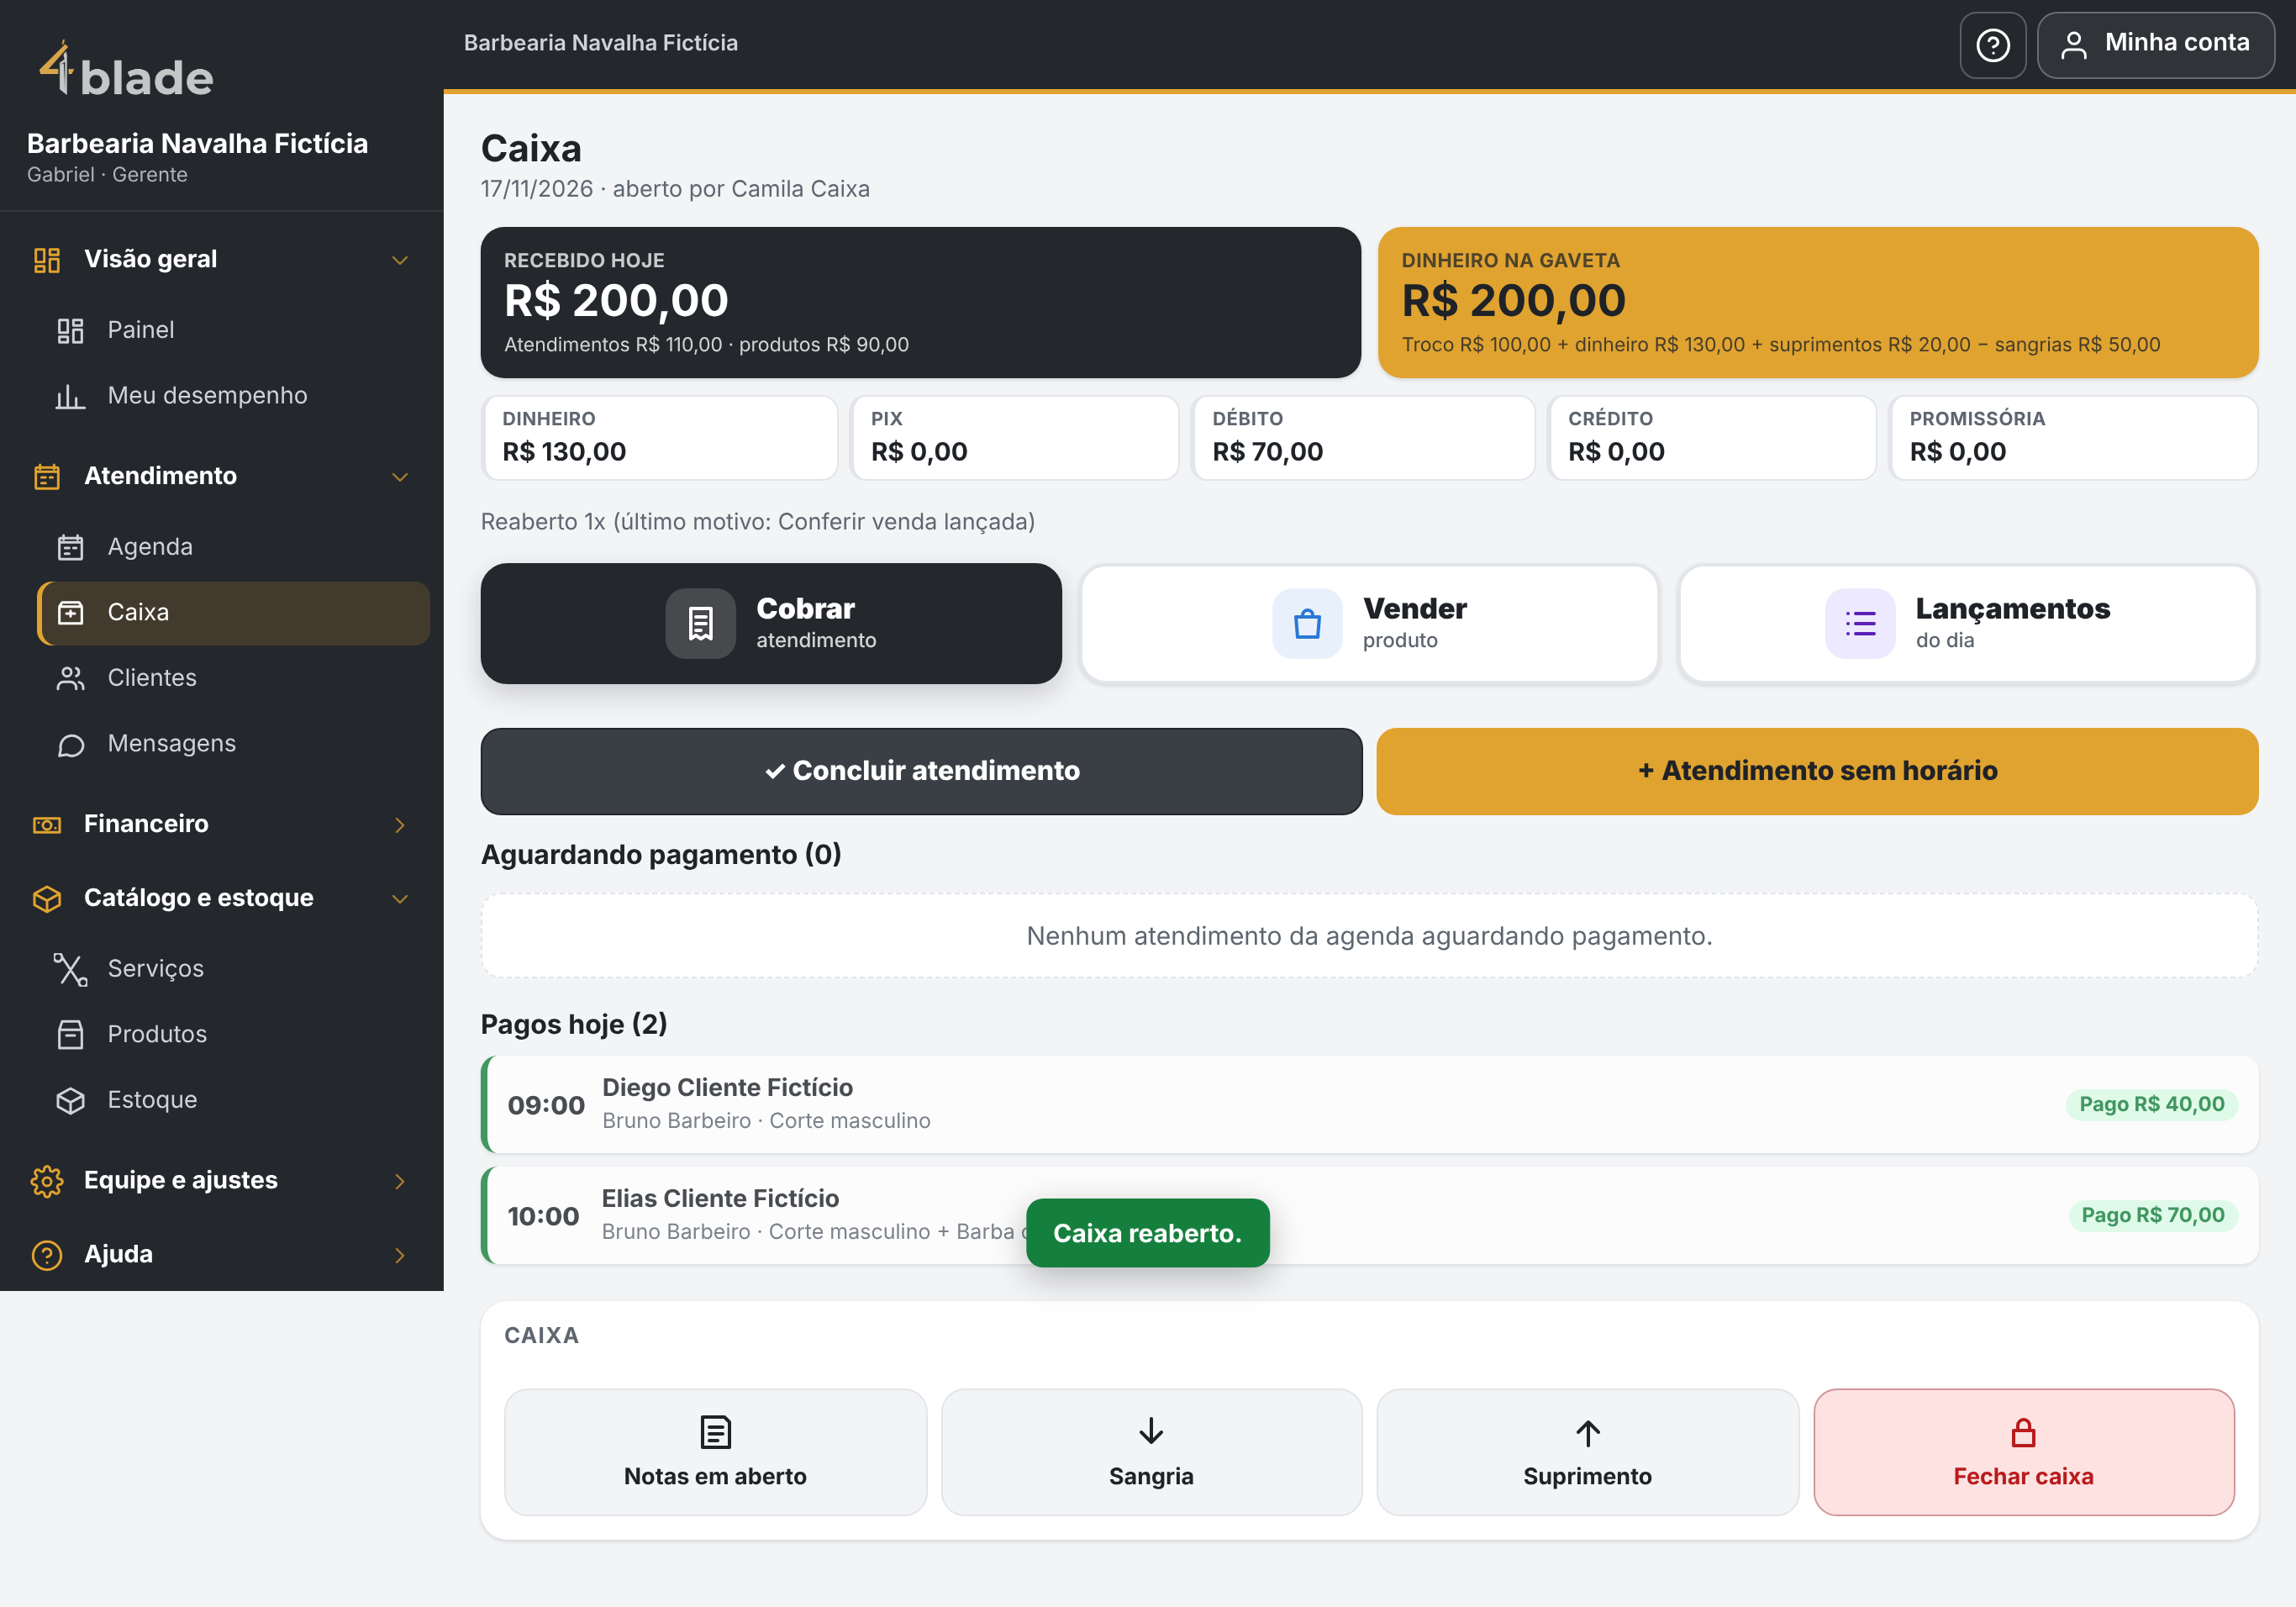 4blade
Barbearia Navalha Fictícia
Gabriel · Gerente
Visão geral
Painel
Meu desempenho
Atendimento
Agenda
Caixa
Clientes
Mensagens
Financeiro
Catálogo e estoque
Serviços
Produtos
Estoque
Equipe e ajustes
Ajuda
Barbearia Navalha Fictícia
Minha conta
Caixa
17/11/2026 · aberto por Camila Caixa
RECEBIDO HOJE
R$ 200,00
Atendimentos R$ 110,00 · produtos R$ 90,00
DINHEIRO NA GAVETA
R$ 200,00
Troco R$ 100,00 + dinheiro R$ 130,00 + suprimentos R$ 20,00 − sangrias R$ 50,00
DINHEIRO
R$ 130,00
PIX
R$ 0,00
DÉBITO
R$ 70,00
CRÉDITO
R$ 0,00
PROMISSÓRIA
R$ 0,00
Reaberto 1x (último motivo: Conferir venda lançada)
Cobrar
atendimento
Vender
produto
Lançamentos
do dia
✓ Concluir atendimento
+ Atendimento sem horário
Aguardando pagamento (0)
Nenhum atendimento da agenda aguardando pagamento.
Pagos hoje (2)
09:00
Diego Cliente Fictício
Bruno Barbeiro · Corte masculino
Pago R$ 40,00
10:00
Elias Cliente Fictício
Bruno Barbeiro · Corte masculino + Barba
Pago R$ 70,00
Caixa reaberto.
CAIXA
Notas em aberto
Sangria
Suprimento
Fechar caixa